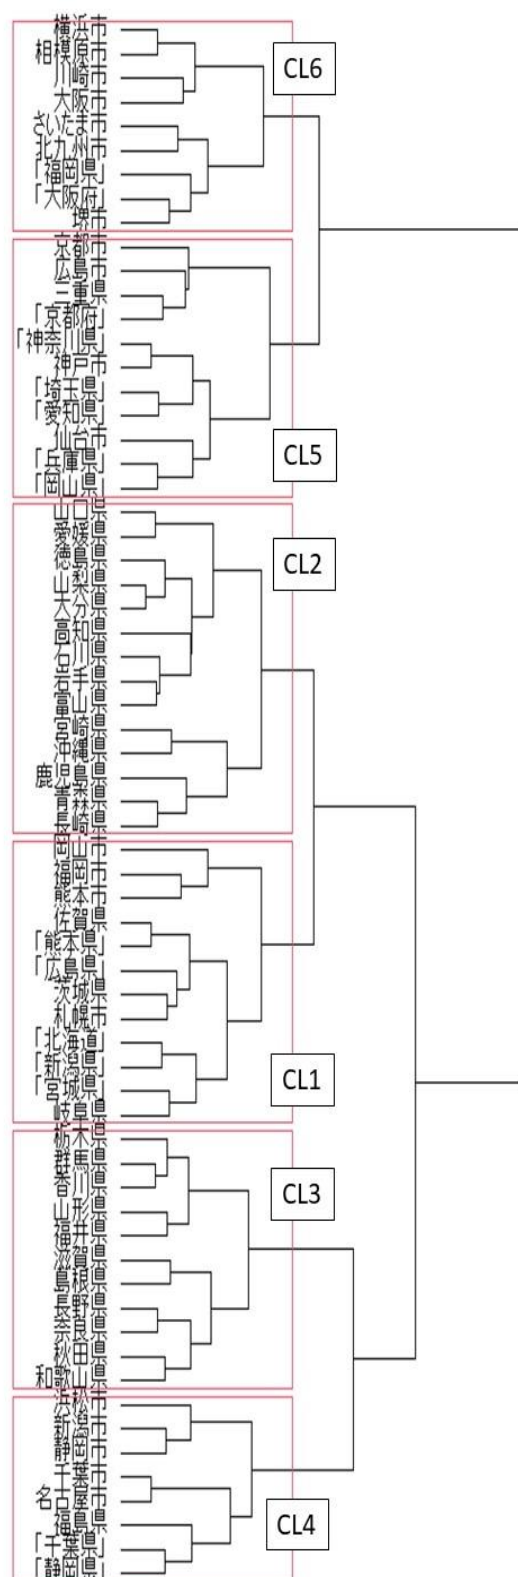 横浜市
相模原市
CL6
川崎市
大阪市
さいたま市
北九州市
「福岡県」
「大阪府」
堺市
京都市
広島市
三重県
「京都府」
「神奈川県」
神戸市
「埼玉県」
「愛知県」
仙台市
CL5
「兵庫県」
「岡山県」
山口県
愛媛県
徳島県
CL2
山梨県
大分県
高知県
石川県
岩手県
富山県
宮崎県
沖縄県
鹿児島県
青森県
長崎県
岡山市
福岡市
熊本市
佐賀県
「熊本県」
「広島県」
茨城県
札幌市
「北海道」
「新潟県」
CL1
「宮城県」
岐阜県
栃木県
群馬県
香川県
CL3
山形県
福井県
滋賀県
島根県
長野県
奈良県
秋田県
和歌山県
浜松市
新潟市
静岡市
千葉市
名古屋市
福島県
CL4
「千葉県」
「静岡県」